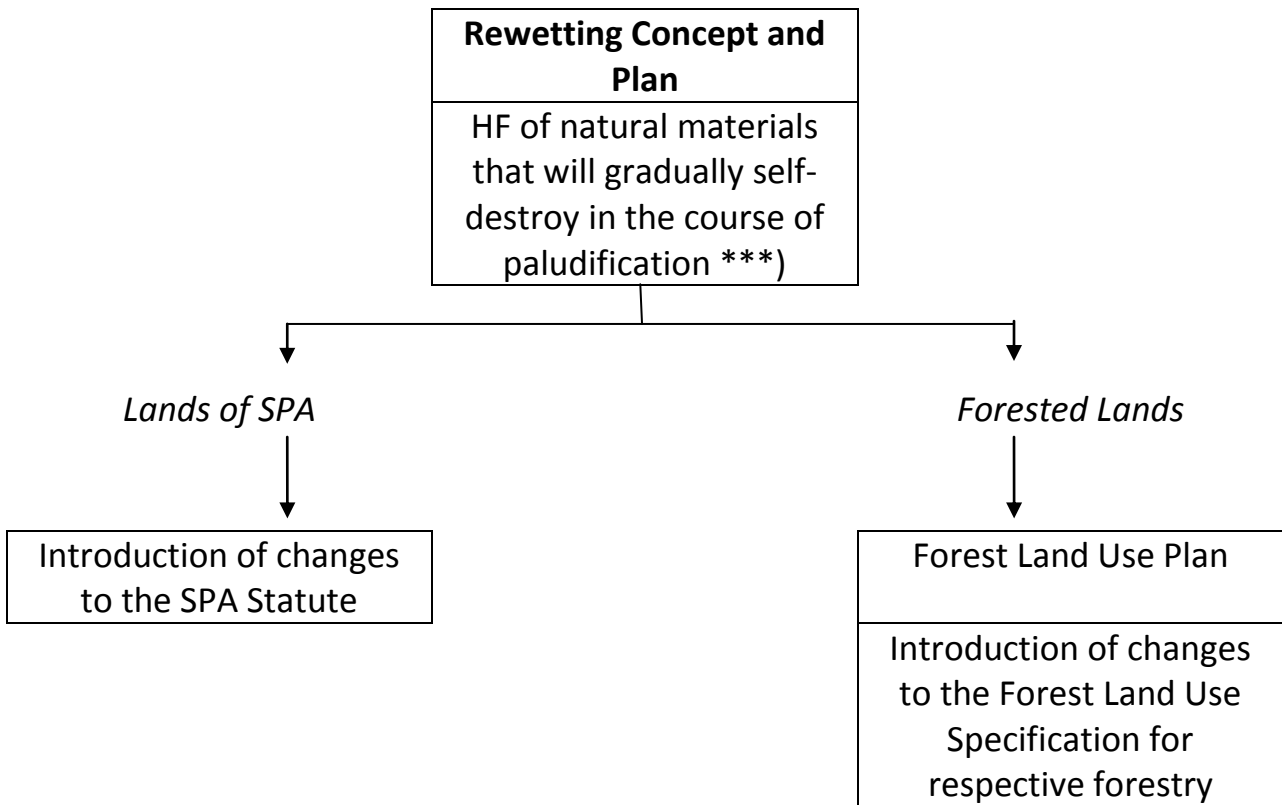 Rewetting Concept and
Plan
HF of natural materials
that will gradually self-
destroy in the course of
paludification ***)
Lands of SPA
Forested Lands
Introduction of changes
to the SPA Statute
Forest Land Use Plan
Introduction of changes
to the Forest Land Use
Specification for
respective forestry